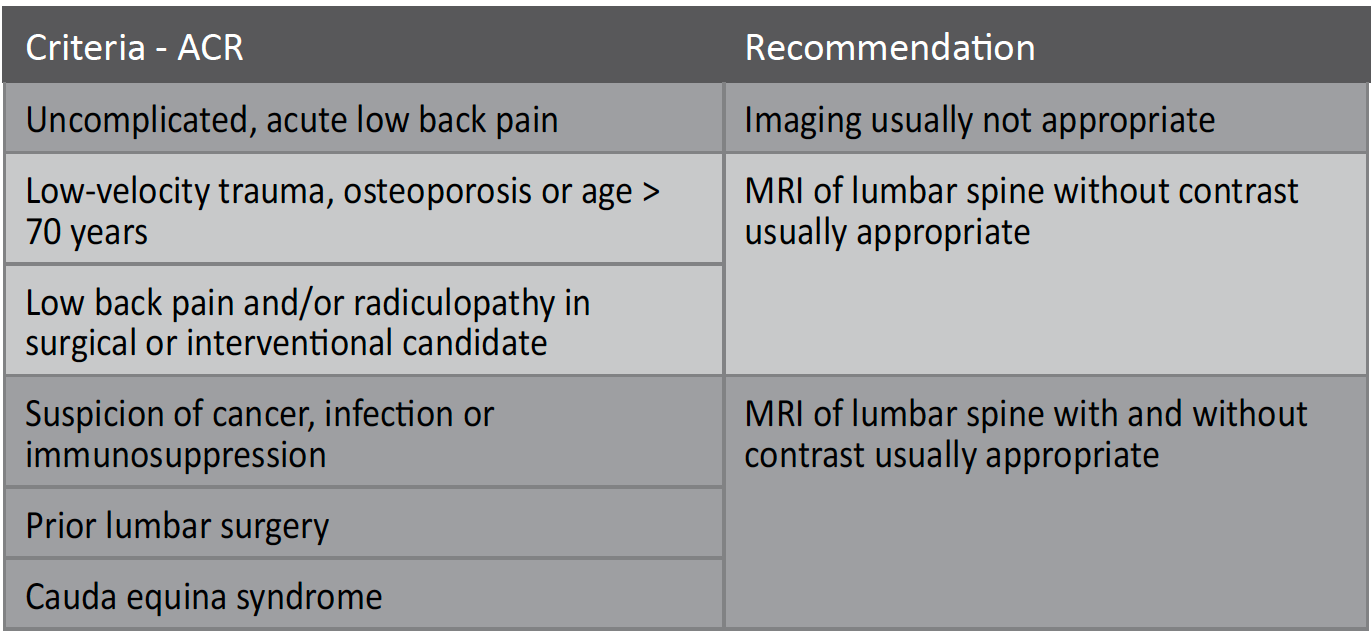 Criteria - ACR
Recommendation
Uncomplicated, acute low back pain
Imaging usually not appropriate
Low-velocity trauma, osteoporosis or age >
70 years
MRI of lumbar spine without contrast
usually appropriate
Low back pain and/or radiculopathy in
surgical or interventional candidate
Suspicion of cancer, infection or
immunosuppression
MRI of lumbar spine with and without
contrast usually appropriate
Prior lumbar surgery
Cauda equina syndrome